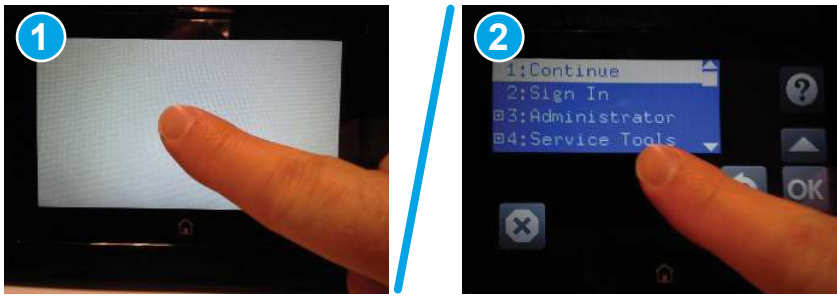 1
2
1:Continue
2:Sign In
3:Administrator
4:Service Tools
?
OK